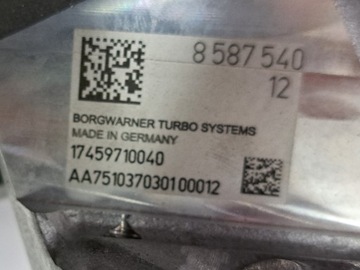 8 587 540
12
BORGWARNER TURBO SYSTEMS
MADE IN GERMANY
17459710040
AA751037030100012